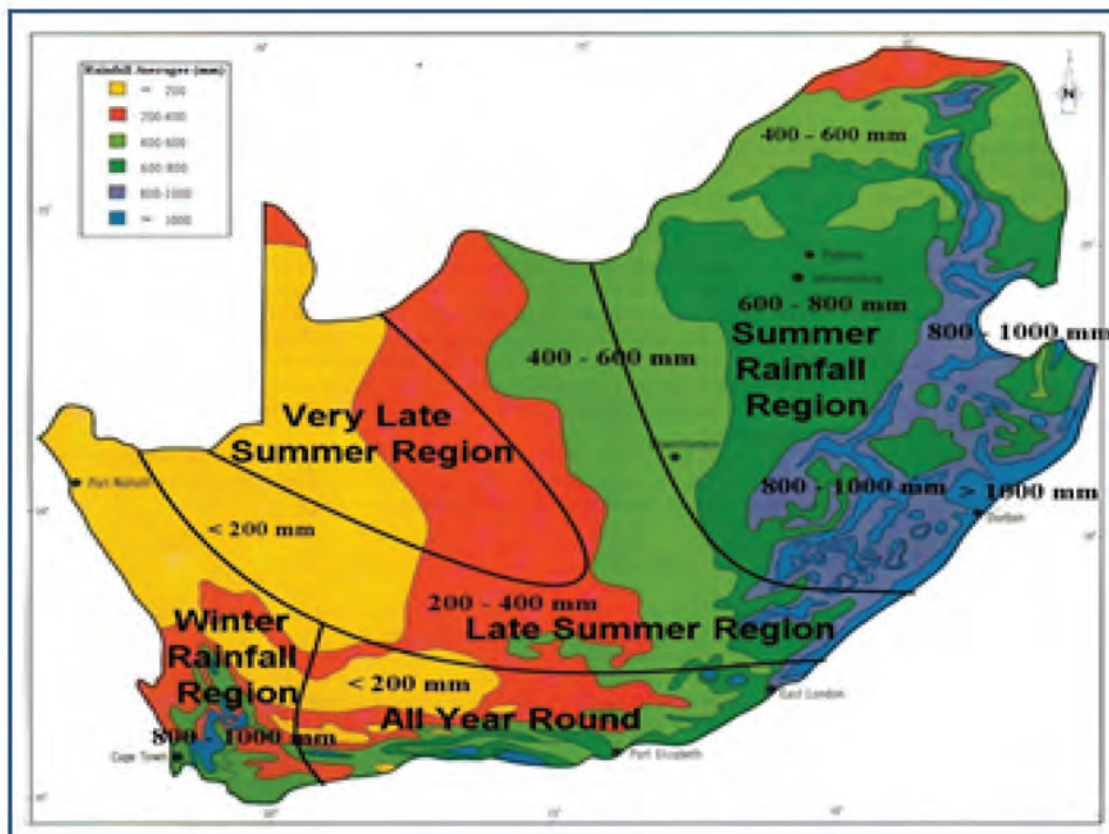 Rainfall Averages (mm)
200
200-400
400-600
600-800
800-1000
1000
N
400 - 600 mm
Pretoria
Johannesburg
600 - 800 mm
800 - 1000 mm
Summer
Rainfall
Region
400 - 600 mm
Very Late
Summer Region
Port Nolloth
800 - 1000 mm
> 1000 mm
Durban
< 200 mm
200 - 400 mm
Late Summer Region
Winter
Rainfall
Region
< 200 mm
East London
All Year Round
800 - 1000 mm
Cape Town
Port Elizabeth